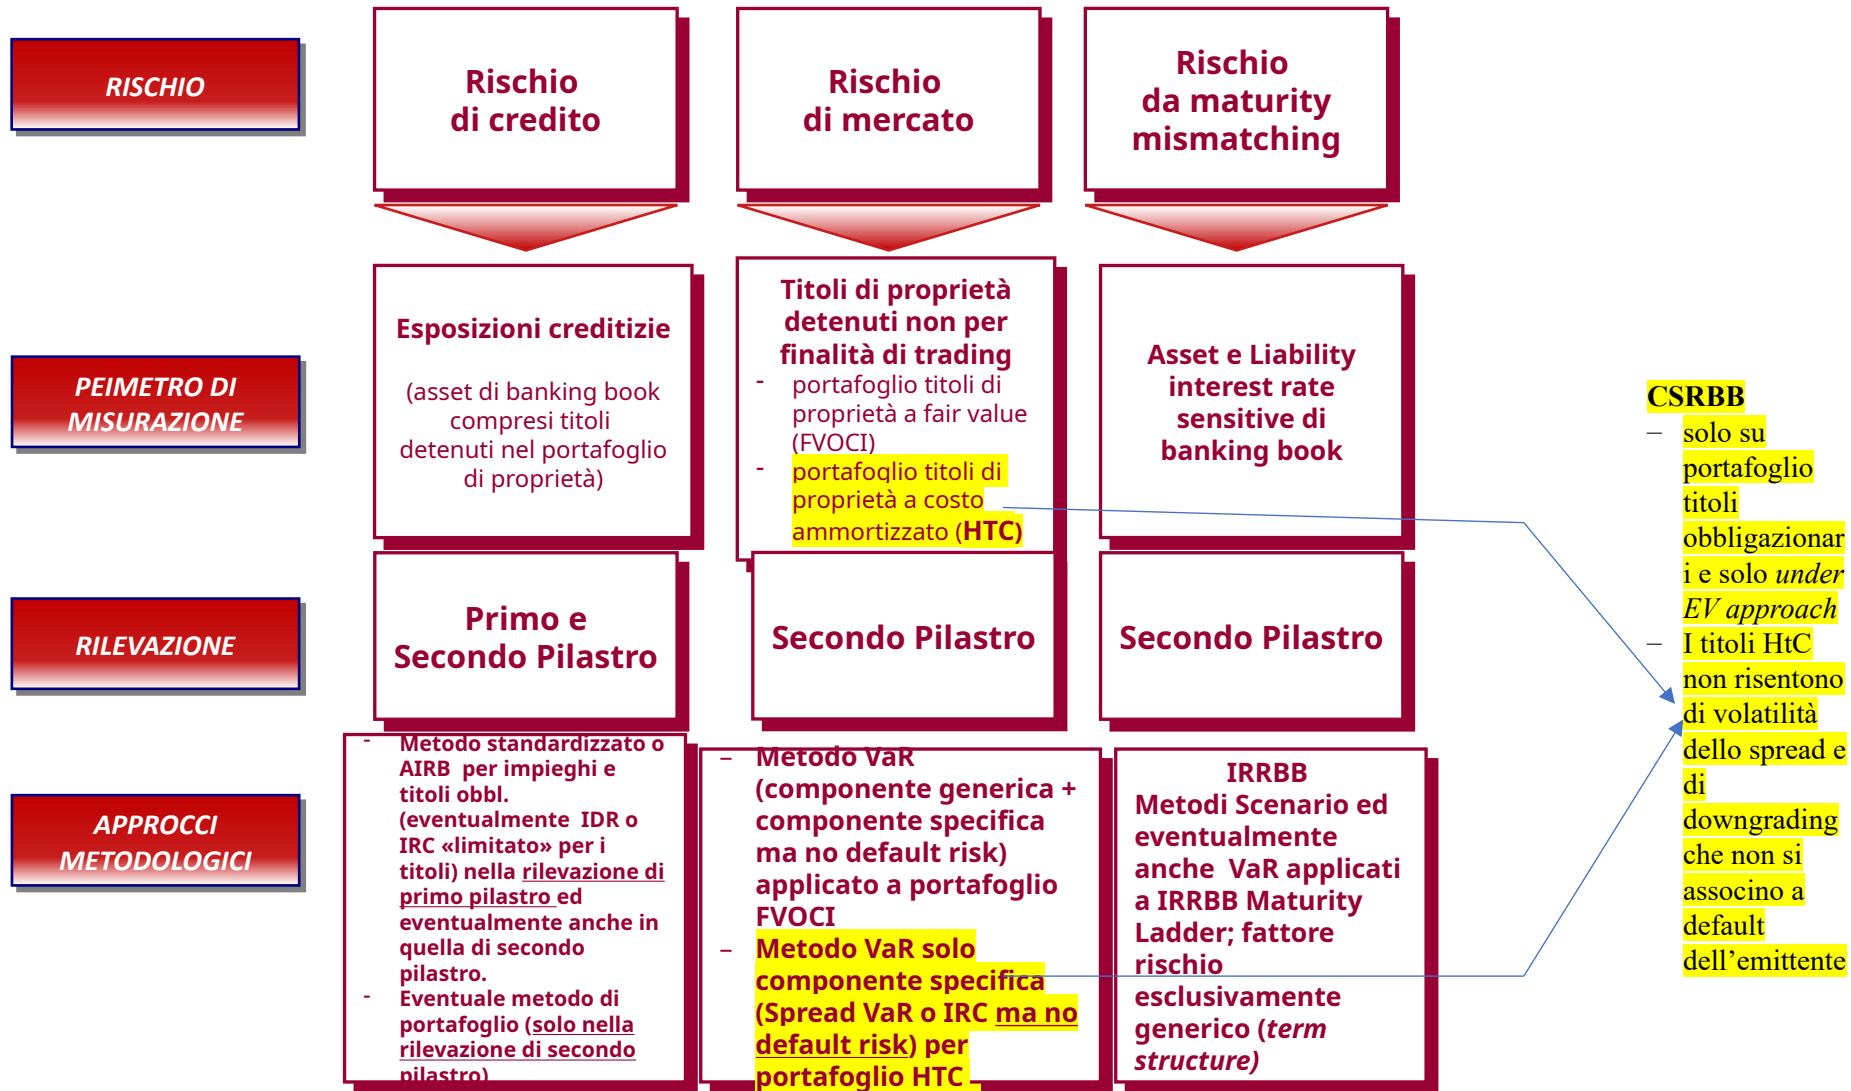 RISCHIO
Rischio
di credito
Rischio
di mercato
Rischio
da maturity
mismatching
PEIMETRO DI
MISURAZIONE
Esposizioni creditizie
(asset di banking book
compresi titoli
detenuti nel portafoglio
di proprietà)
Titoli di proprietà
detenuti non per
finalità di trading
- portafoglio titoli di
proprietà a fair value
(FVOCI)
- portafoglio titoli di
proprietà a costo
ammortizzato (HTC)
Asset e Liability
interest rate
sensitive di
banking book
RILEVAZIONE
Primo e
Secondo Pilastro
Secondo Pilastro
Secondo Pilastro
APPROCCI
METODOLOGICI
- Metodo standardizzato o
AIRB per impieghi e
titoli obbl.
(eventualmente IDR o
IRC «limitato» per i
titoli) nella rilevazione di
primo pilastro ed
eventualmente anche in
quella di secondo
pilastro.
- Eventuale metodo di
portafoglio (solo nella
rilevazione di secondo
pilastro)
– Metodo VaR
(componente generica +
componente specifica
ma no default risk)
applicato a portafoglio
FVOCI
– Metodo VaR solo
componente specifica
(Spread VaR o IRC ma no
default risk) per
portafoglio HTC
IRRBB
Metodi Scenario ed
eventualmente
anche VaR applicati
a IRRBB Maturity
Ladder; fattore
rischio
esclusivamente
generico (term
structure)
CSRBB
– solo su
portafoglio
titoli
obbligazionar
i e solo under
EV approach
– I titoli HtC
non risentono
di volatilità
dello spread e
di
downgrading
che non si
associno a
default
dell’emittente